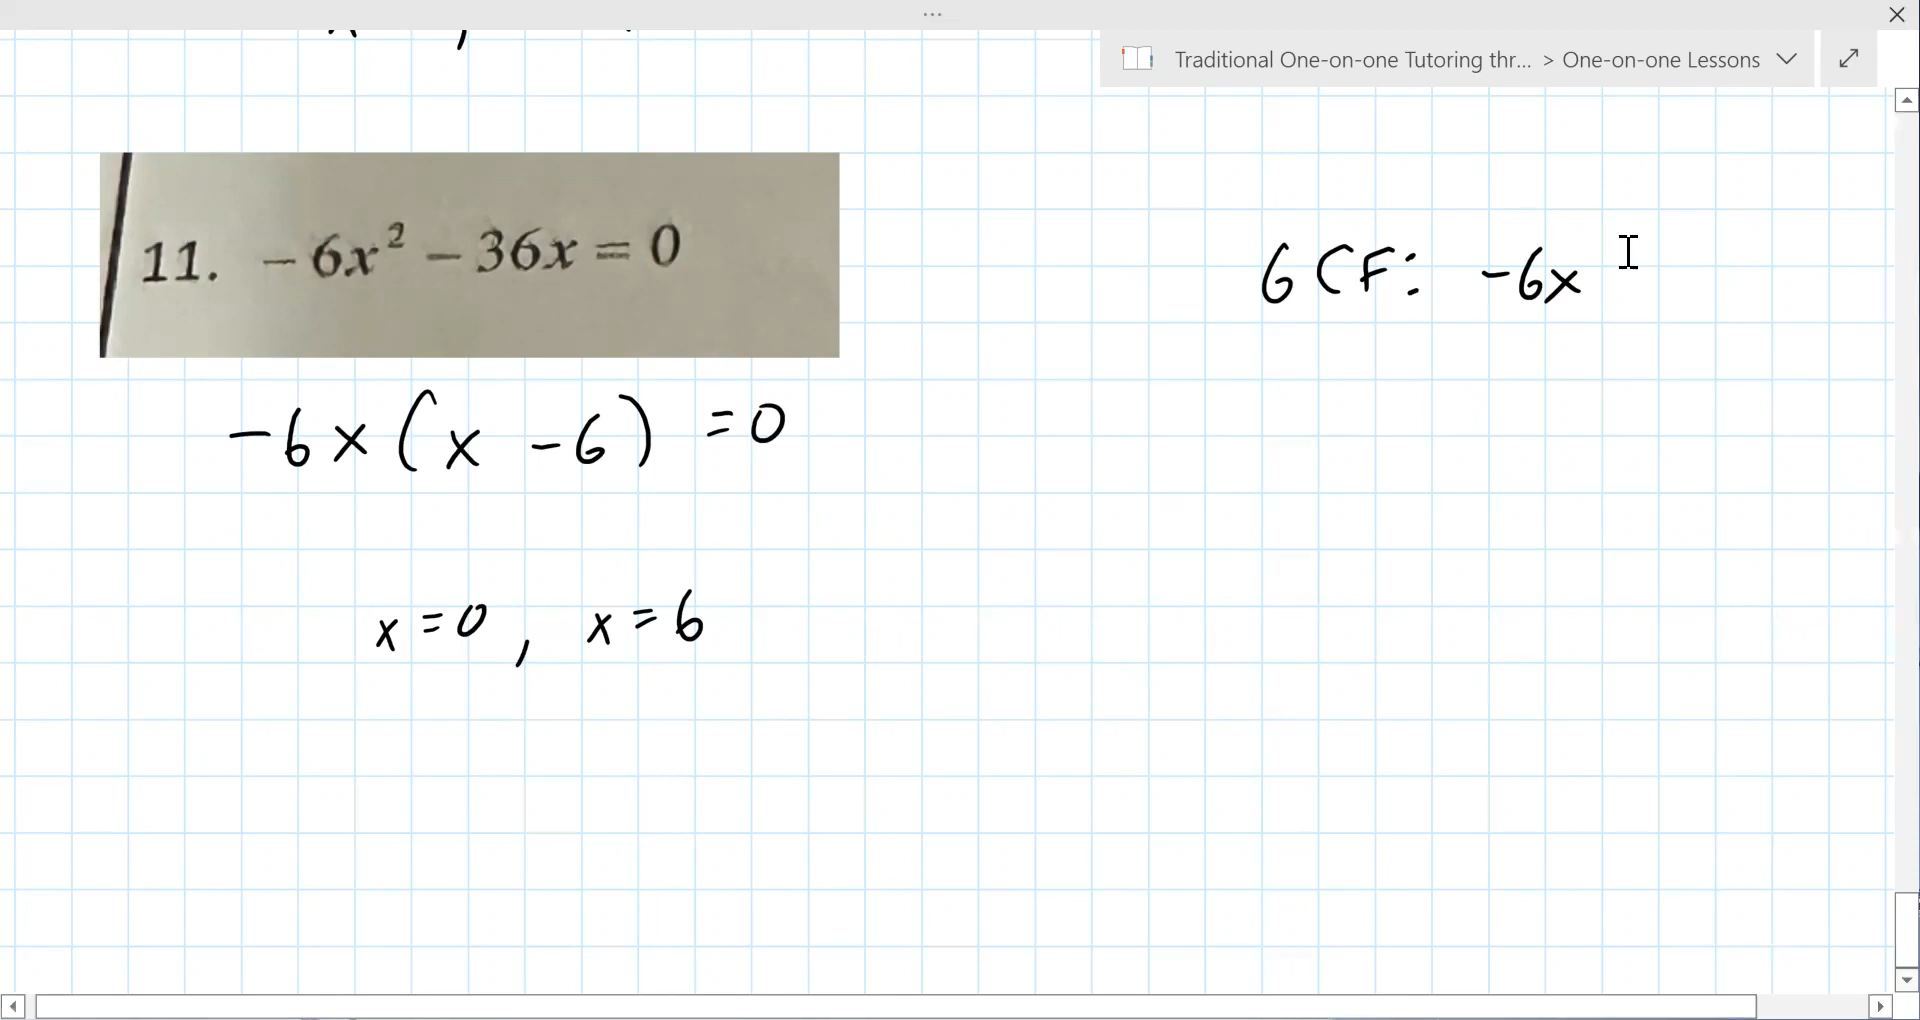 Traditional One-on-one Tutoring thr... > One-on-one Lessons
11. -6x² - 36x = 0
GCF: -6x
-6x(x -6) =0
x=0, x=6